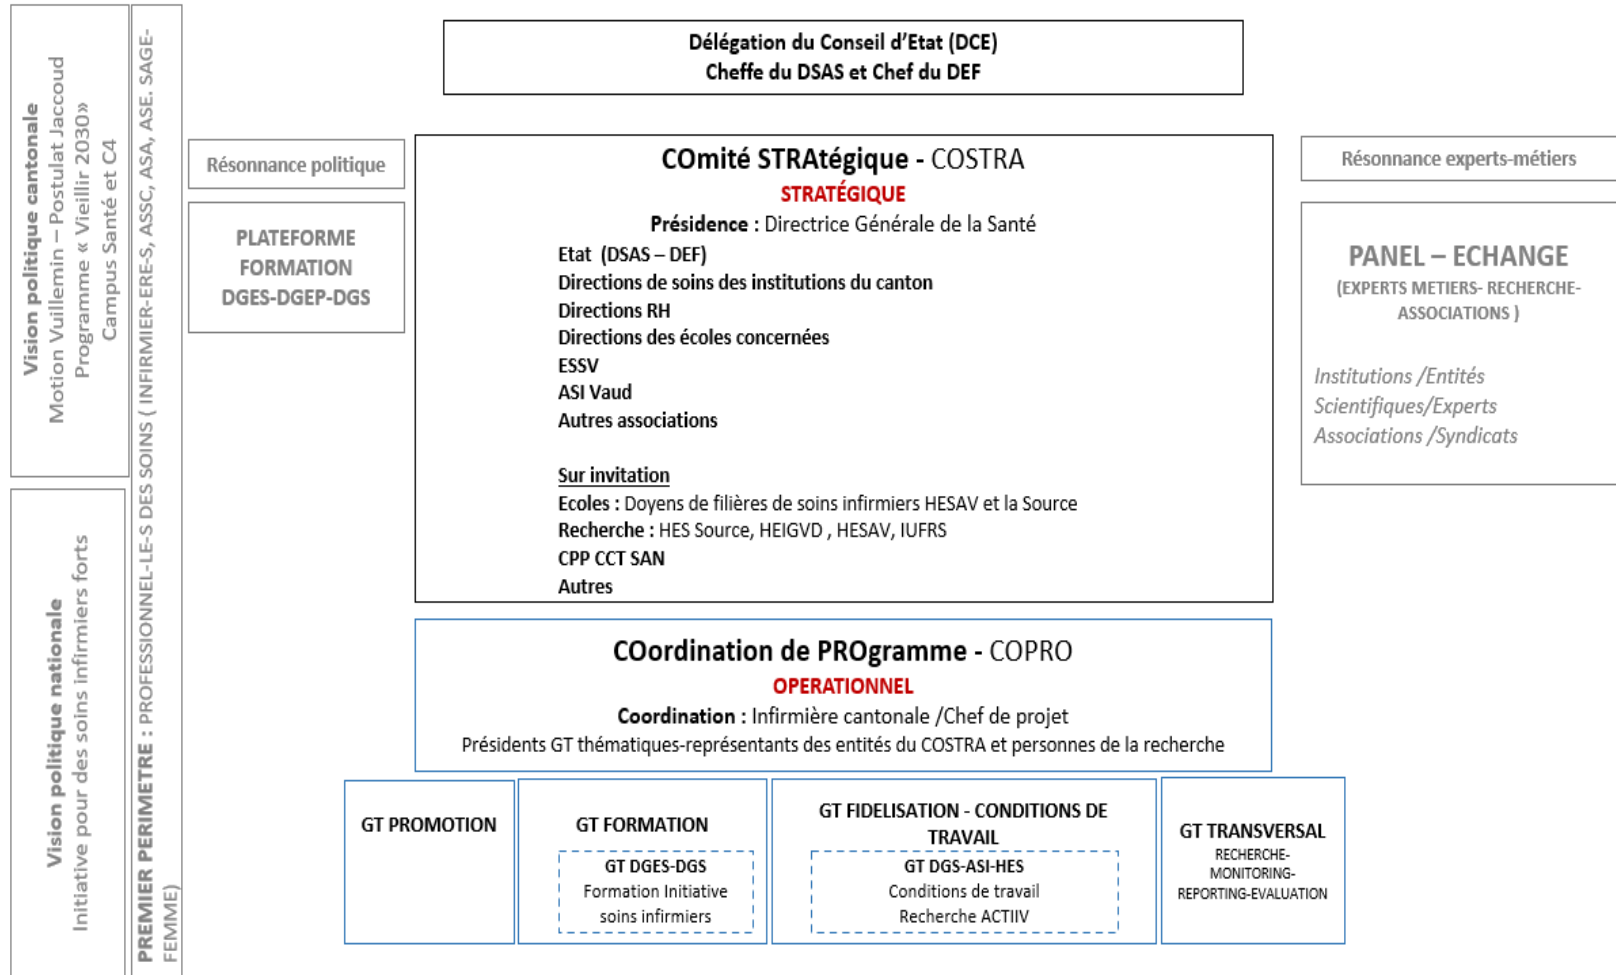 Délégation du Conseil d'Etat (DCE)
Cheffe du DSAS et Chef du DEF
Vision politique cantonale
Motion Vuillemin – Postulat Jaccoud
Programme « Vieillir 2030»
Campus Santé et C4
Vision politique nationale
Initiative pour des soins infirmiers forts
PREMIER PERIMETRE : PROFESSIONNEL-LE-S DES SOINS ( INFIRMIER-ERE-S, ASSC, ASA, ASE. SAGE-
FEMME)
Résonnance politique
PLATEFORME
FORMATION
DGES-DGEP-DGS
COmité STRAtégique - COSTRA
STRATÉGIQUE
Présidence : Directrice Générale de la Santé
Etat (DSAS – DEF)
Directions de soins des institutions du canton
Directions RH
Directions des écoles concernées
ESSV
ASI Vaud
Autres associations
Sur invitation
Ecoles : Doyens de filières de soins infirmiers HESAV et la Source
Recherche : HES Source, HEIGVD , HESAV, IUFRS
CPP CCT SAN
Autres
Résonnance experts-métiers
PANEL – ECHANGE
(EXPERTS METIERS- RECHERCHE-
ASSOCIATIONS )
Institutions /Entités
Scientifiques/Experts
Associations /Syndicats
COordination de PROgramme - COPRO
OPERATIONNEL
Coordination : Infirmière cantonale /Chef de projet
Présidents GT thématiques-représentants des entités du COSTRA et personnes de la recherche
GT PROMOTION
GT FORMATION
GT DGES-DGS
Formation Initiative
soins infirmiers
GT FIDELISATION - CONDITIONS DE
TRAVAIL
GT DGS-ASI-HES
Conditions de travail
Recherche ACTIIV
GT TRANSVERSAL
RECHERCHE-
MONITORING-
REPORTING-EVALUATION